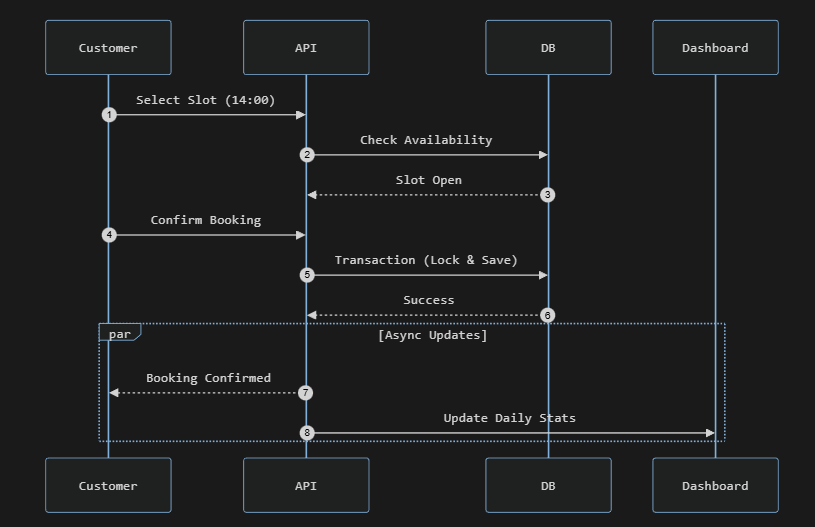 Customer API DB Dashboard
Select Slot (14:00)
1
Check Availability
2
Slot Open
3
Confirm Booking
4
Transaction (Lock & Save)
5
Success
6
par [Async Updates]
Booking Confirmed
7
Update Daily Stats
8
Customer API DB Dashboard